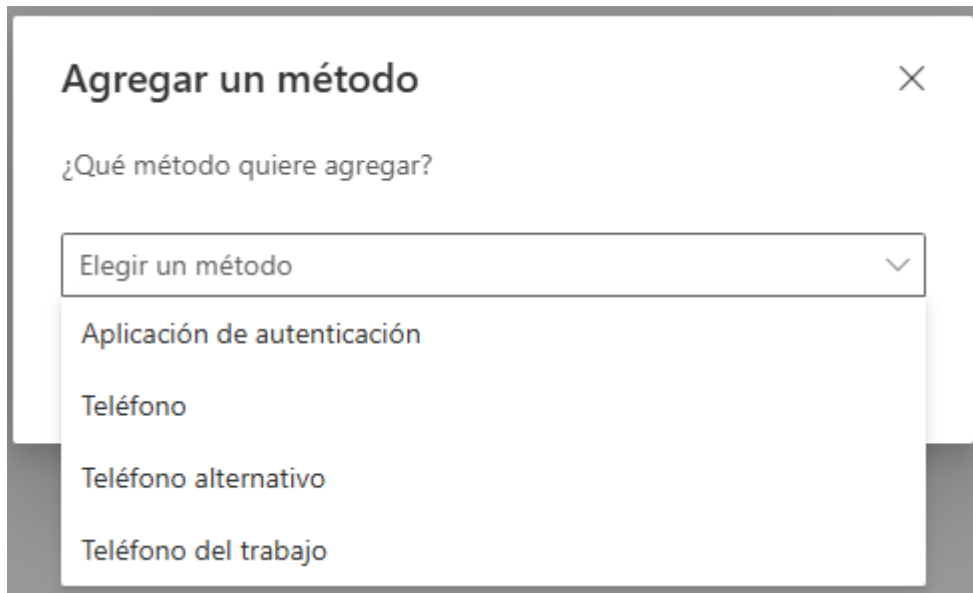 Agregar un método
¿Qué método quiere agregar?
Elegir un método
Aplicación de autenticación
Teléfono
Teléfono alternativo
Teléfono del trabajo